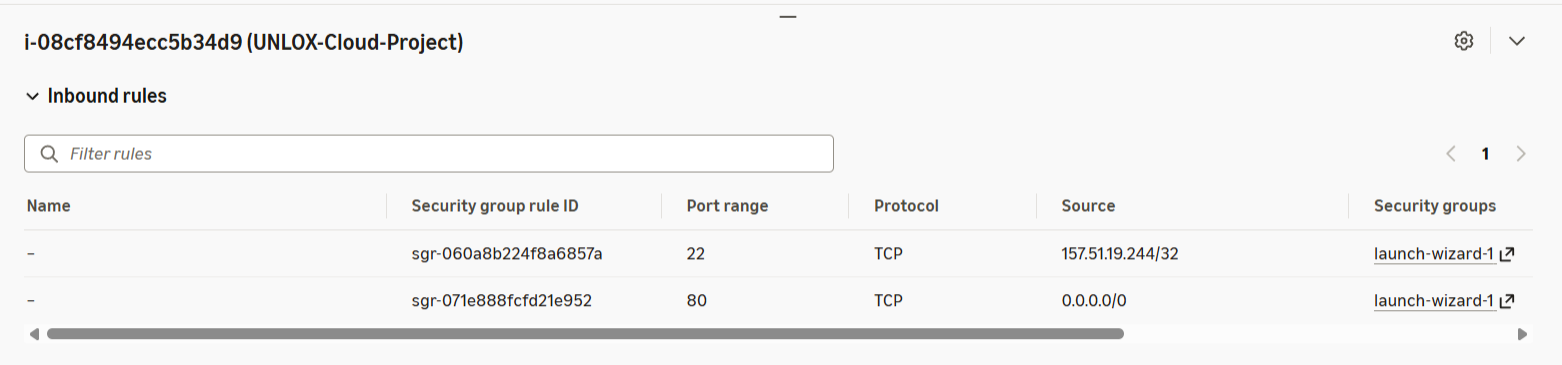 i-08cf8494ecc5b34d9 (UNLOX-Cloud-Project)
Inbound rules
Filter rules
1
Name Security group rule ID Port range Protocol Source Security groups
– sgr-060a8b224f8a6857a 22 TCP 157.51.19.244/32 launch-wizard-1
– sgr-071e888fcfd21e952 80 TCP 0.0.0.0/0 launch-wizard-1